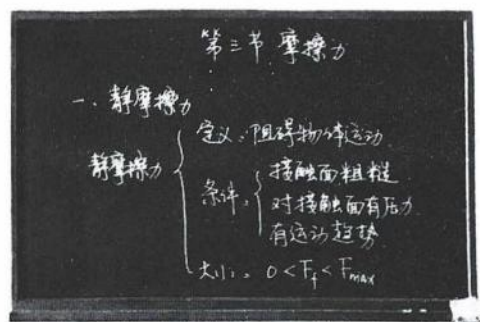 第三节 摩擦力
一、静摩擦力
静摩擦力
定义：阻碍物体运动
条件：
接触面粗糙
对接触面有压力
有运动趋势
大小：0<Ff<Fmax